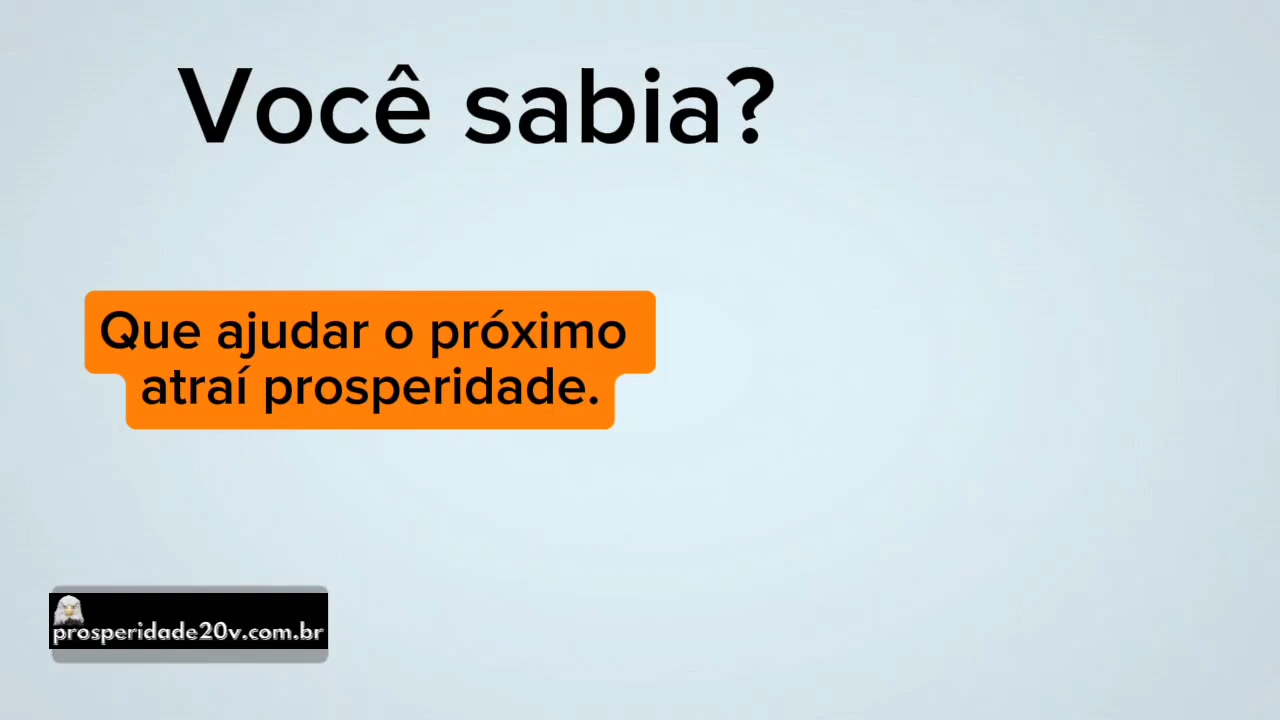 Você sabia?
Que ajudar o próximo
atraí prosperidade.
prosperidade20v.com.br